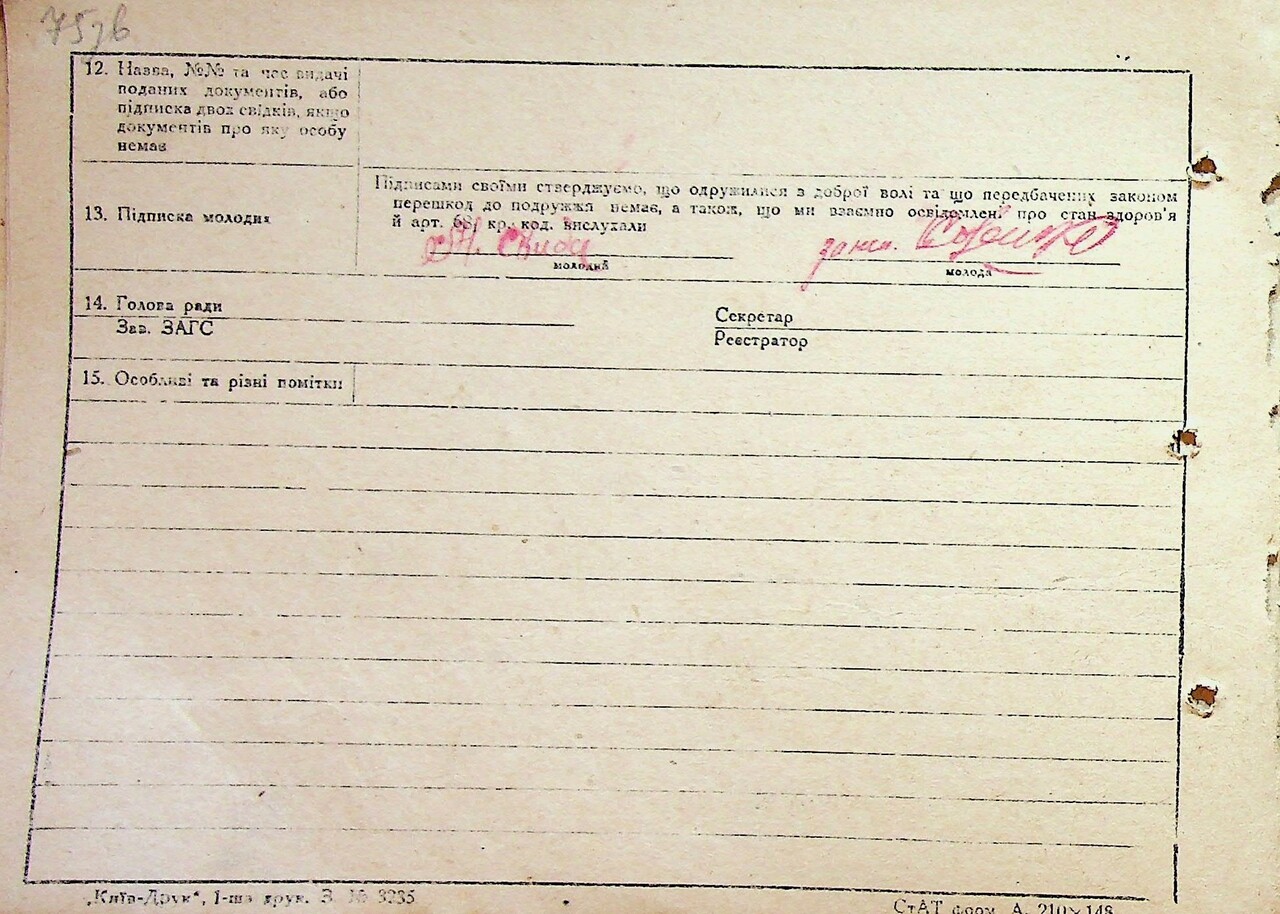 12. Назва, №№ та час видачі
поданих документів, або
підписка двох свідків, якщо
документів про яку особу
немає
13. Підписка молодих
Підписами своїми стверджуємо, що одружилися з доброї волі та що передбачених законом
перешкод до подружжя немає, а також, що ми взаємно освідомлені про стан здоров'я
й арт. 68 кр. код. вислухали
молодий
молода
14. Голова ради
Зав. ЗАГС
Секретар
Реєстратор
15. Особливі та різні помітки
„Київ-Друк“, 1-ша друк. З. № 3235
СтАТ форм. А. 210×148